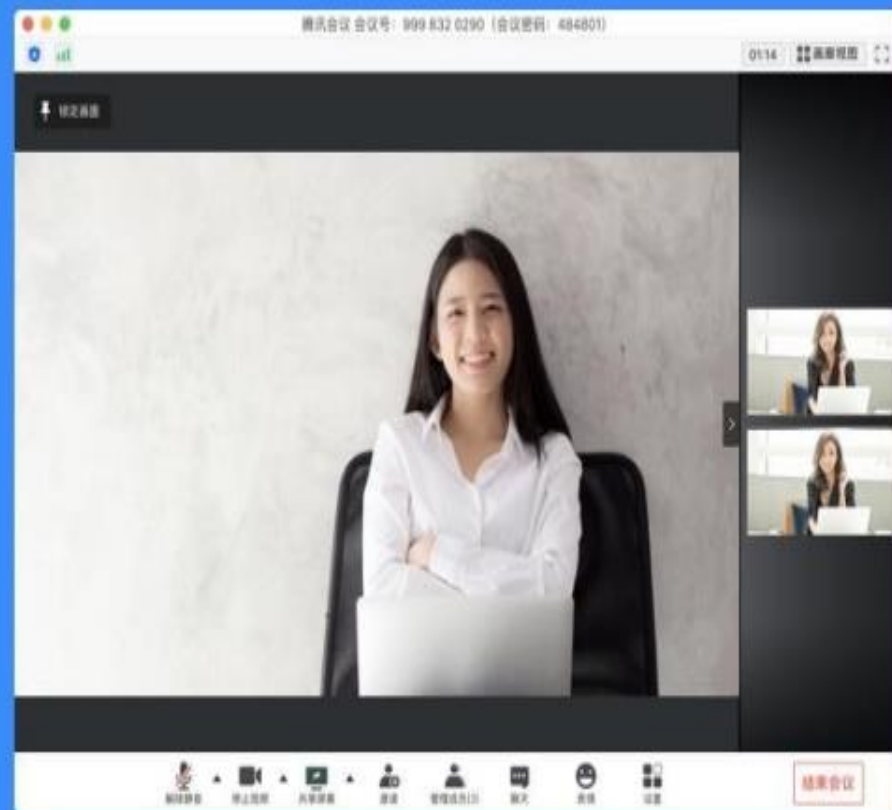 腾讯会议 会议号：999 832 0290（会议密码：484801）
01:14 画廊视图
锁定画面
解除静音 停止视频 共享屏幕 邀请 管理成员(3) 聊天 表情 设置
结束会议